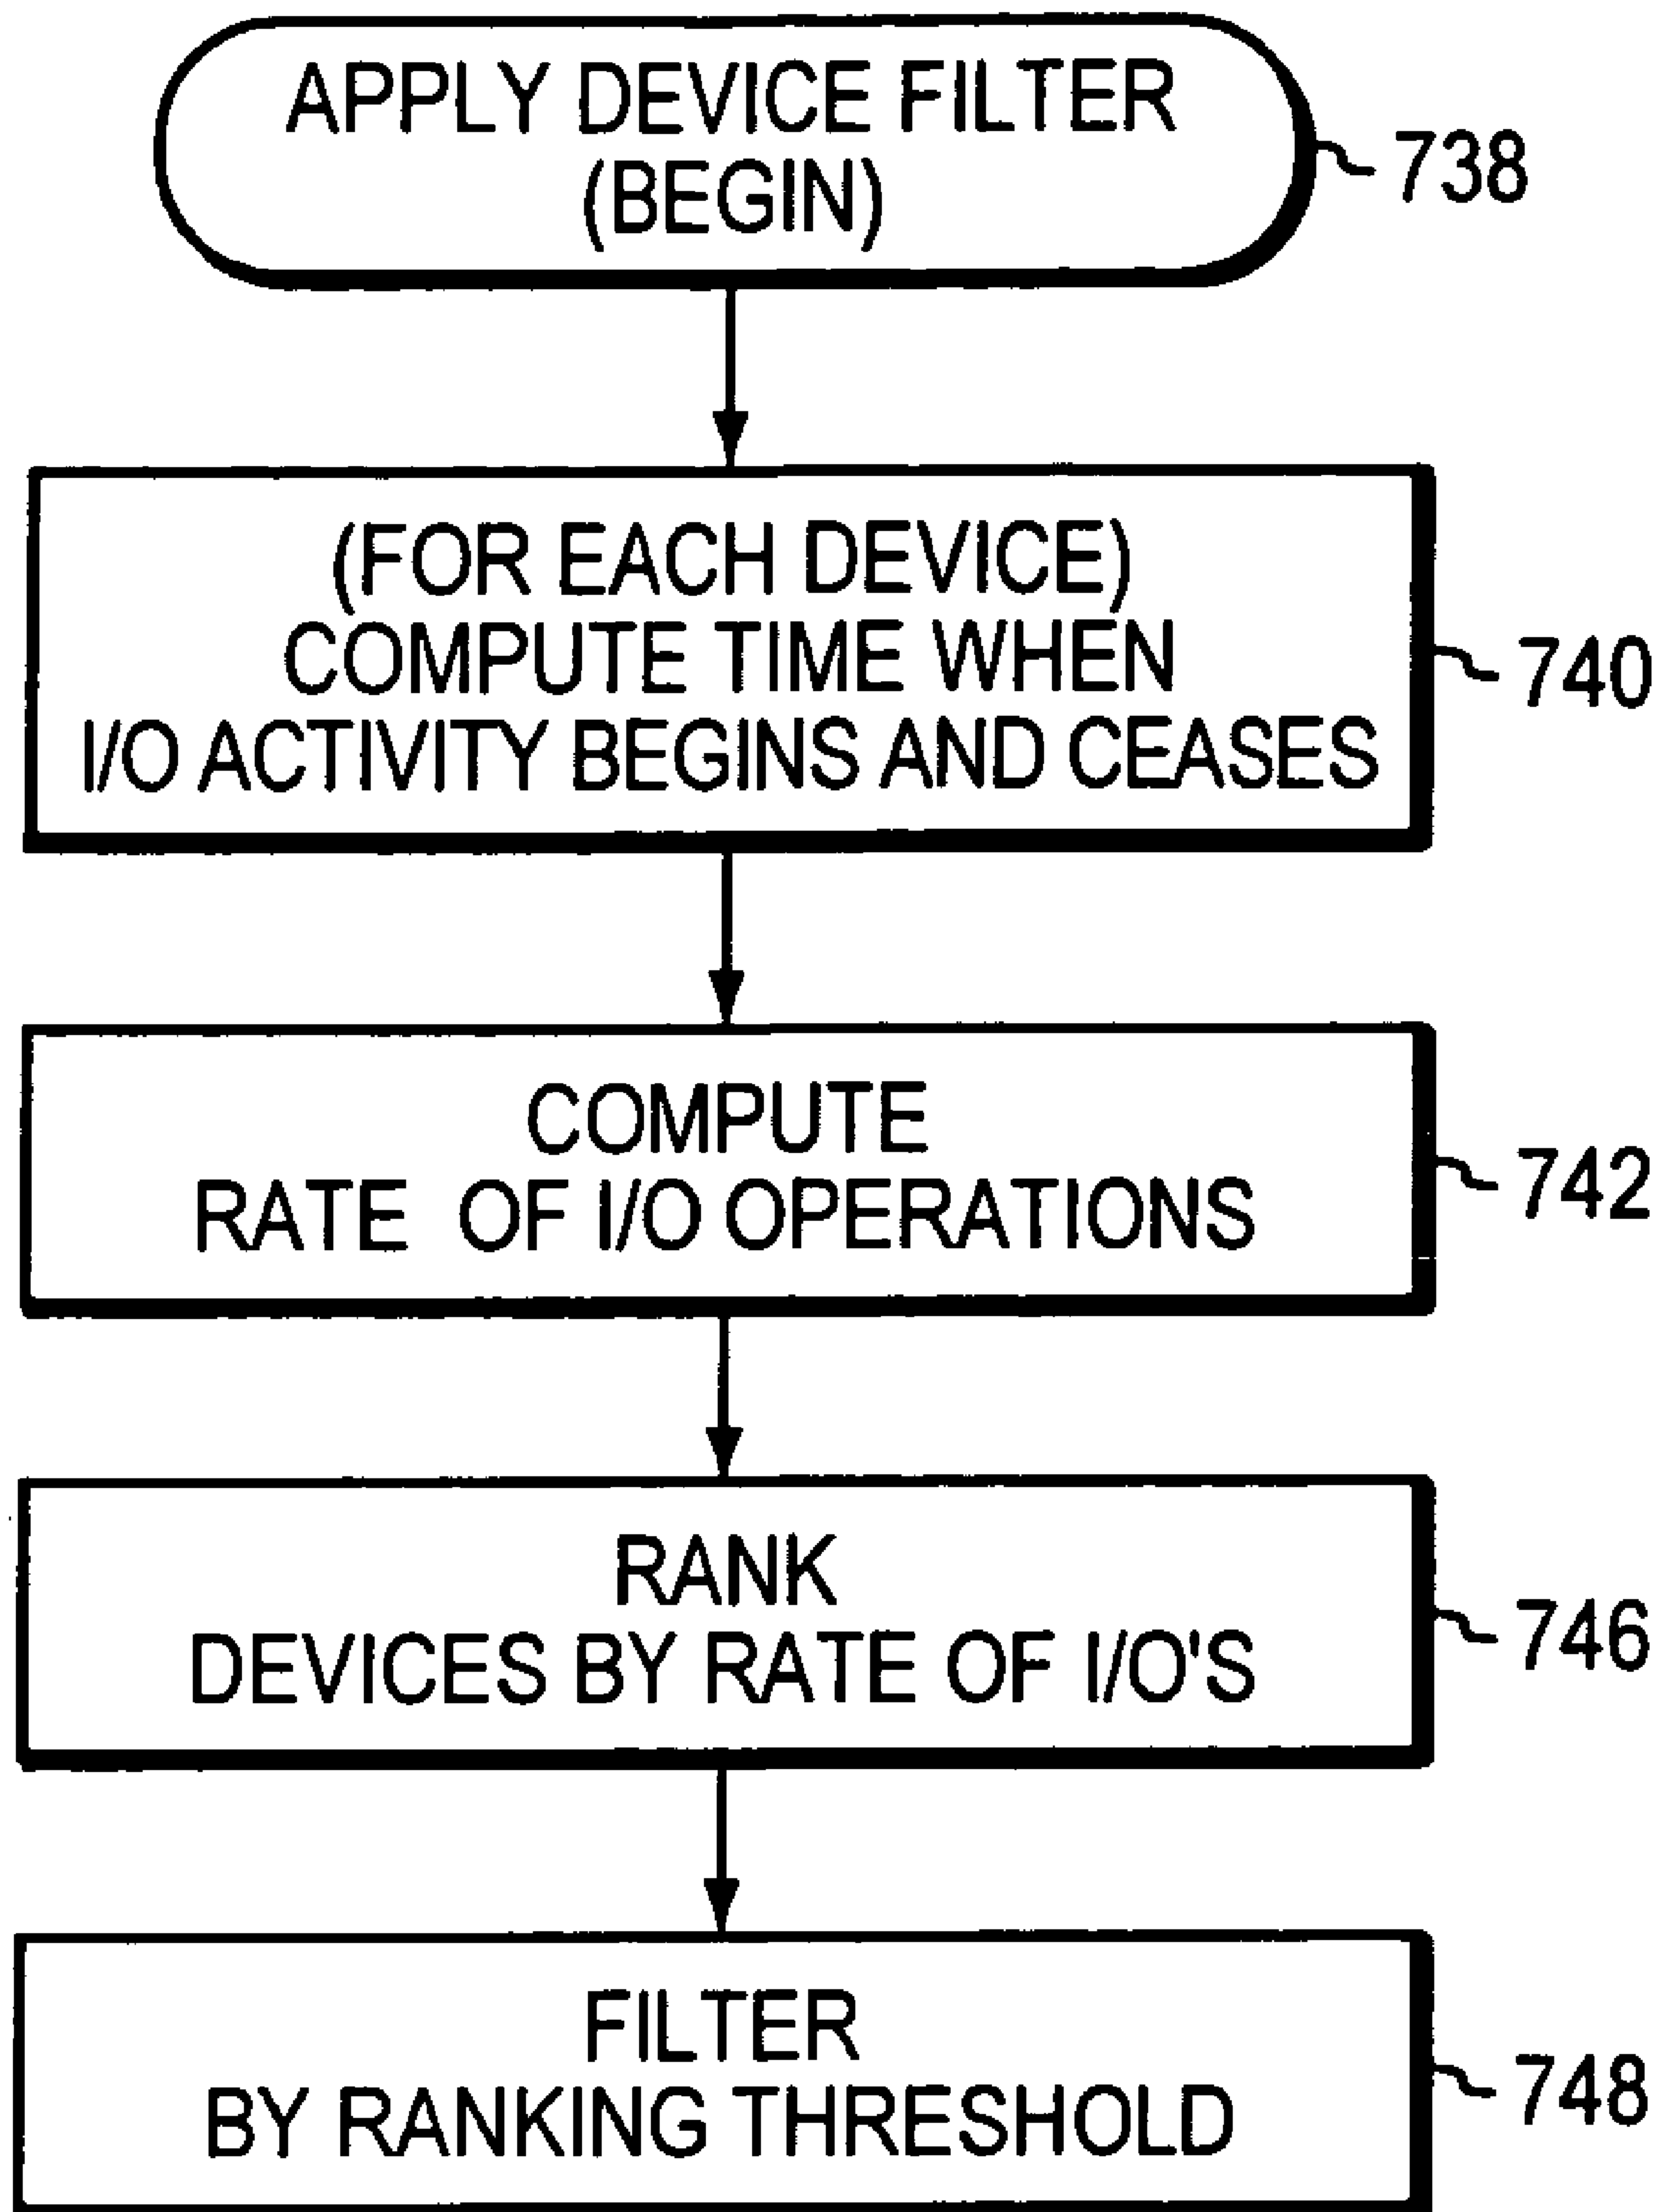 APPLY DEVICE FILTER
(BEGIN)
738
(FOR EACH DEVICE)
COMPUTE TIME WHEN
I/O ACTIVITY BEGINS AND CEASES
740
COMPUTE
RATE OF I/O OPERATIONS
742
RANK
DEVICES BY RATE OF I/O'S
746
FILTER
BY RANKING THRESHOLD
748